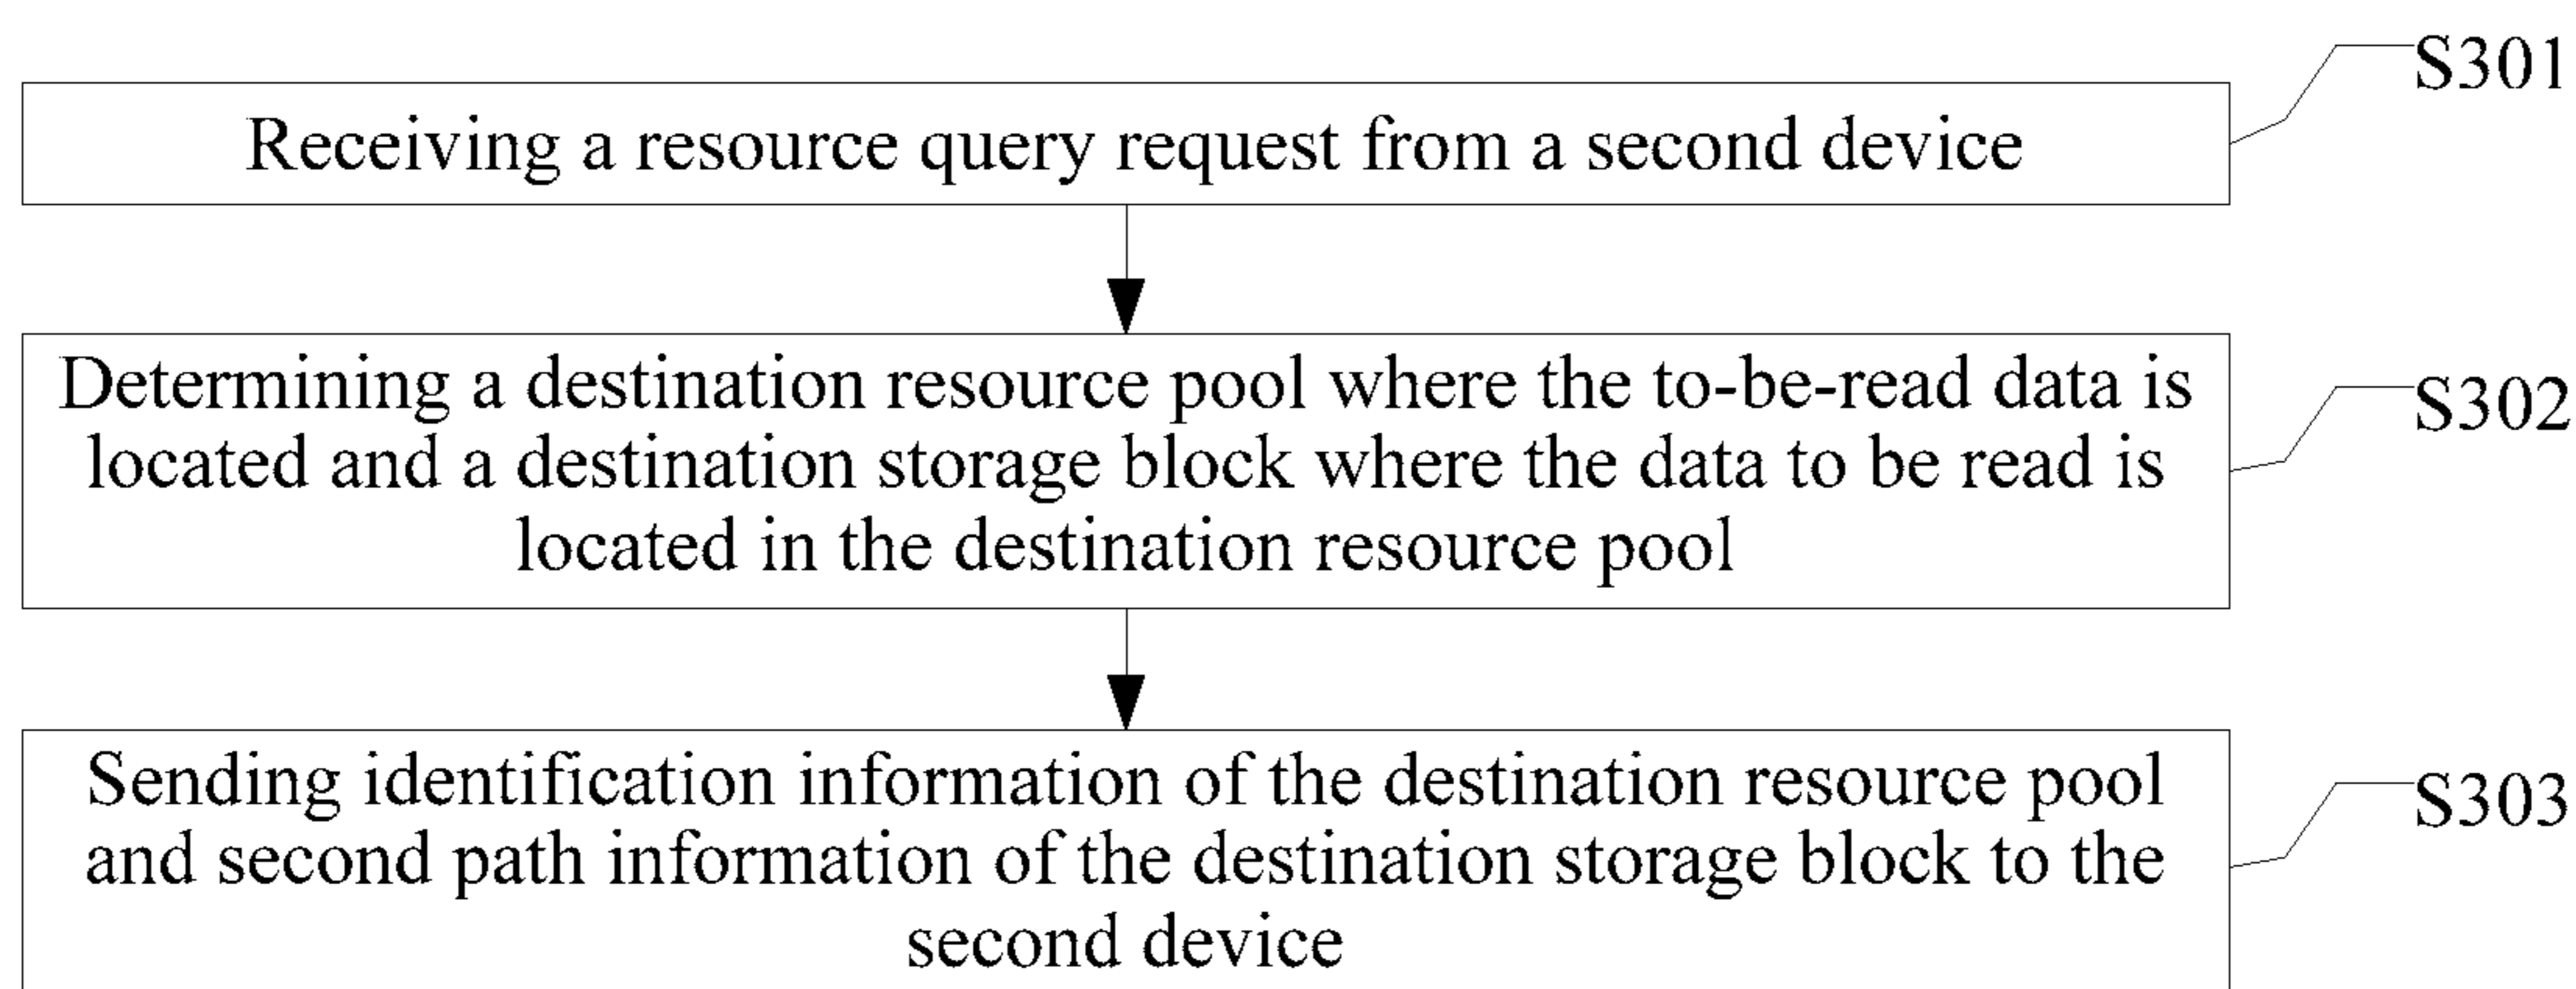 S301
Receiving a resource query request from a second device
Determining a destination resource pool where the to-be-read data is
located and a destination storage block where the data to be read is
located in the destination resource pool
S302
Sending identification information of the destination resource pool
and second path information of the destination storage block to the
second device
S303